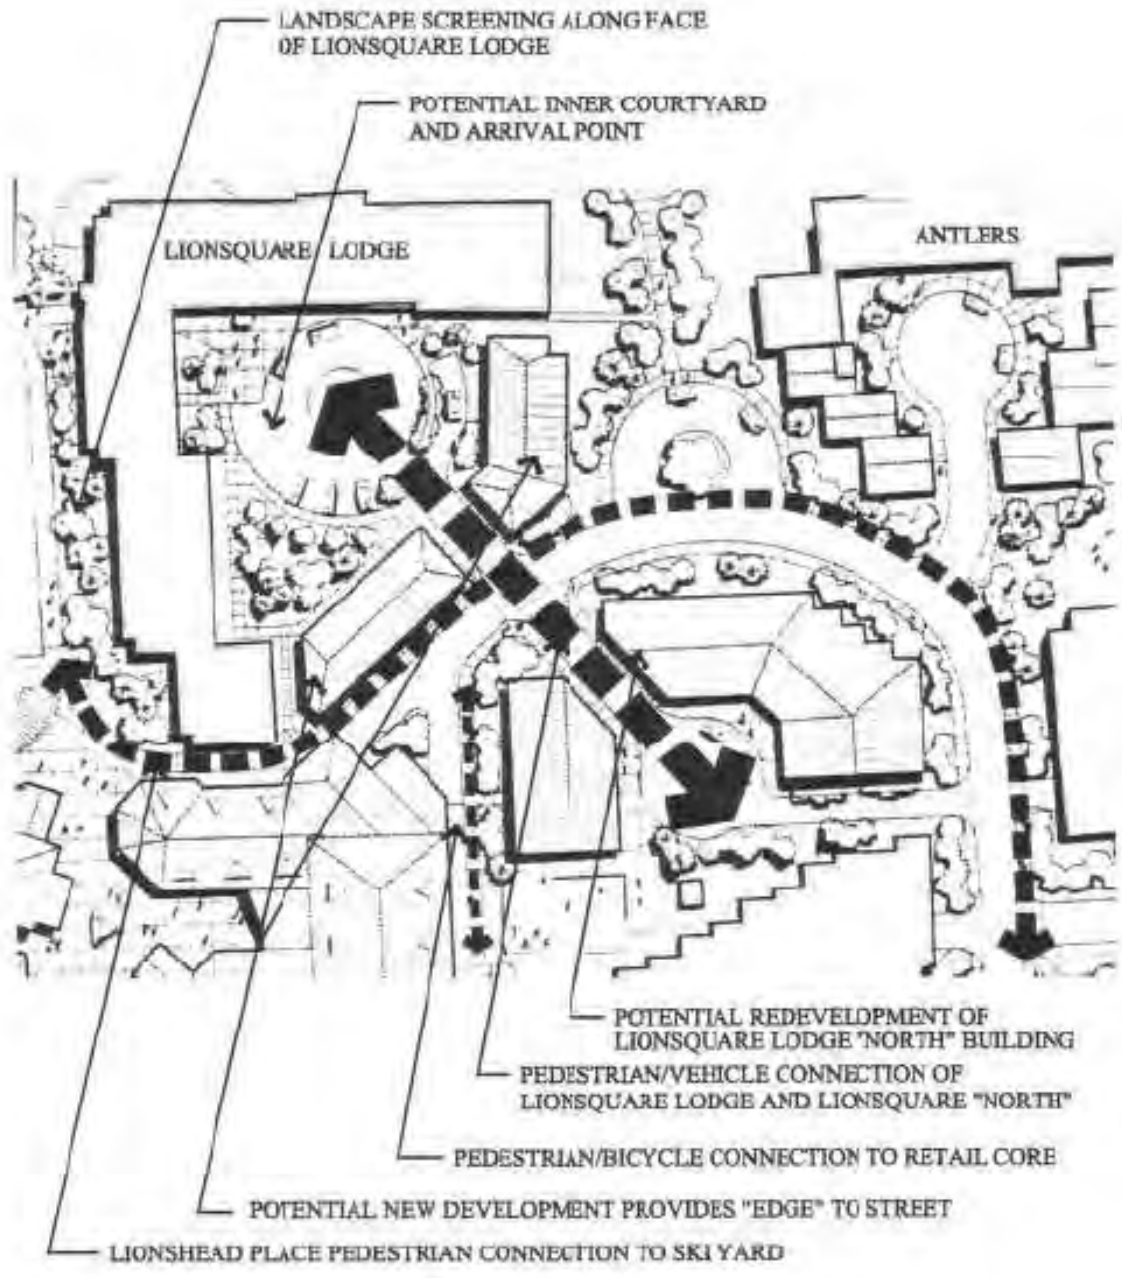 LANDSCAPE SCREENING ALONG FACE
OF LIONSQUARE LODGE
POTENTIAL INNER COURTYARD
AND ARRIVAL POINT
LIONSQUARE LODGE
ANTLERS
POTENTIAL REDEVELOPMENT OF
LIONSQUARE LODGE "NORTH" BUILDING
PEDESTRIAN/VEHICLE CONNECTION OF
LIONSQUARE LODGE AND LIONSQUARE "NORTH"
PEDESTRIAN/BICYCLE CONNECTION TO RETAIL CORE
POTENTIAL NEW DEVELOPMENT PROVIDES "EDGE" TO STREET
LIONSHEAD PLACE PEDESTRIAN CONNECTION TO SKI YARD